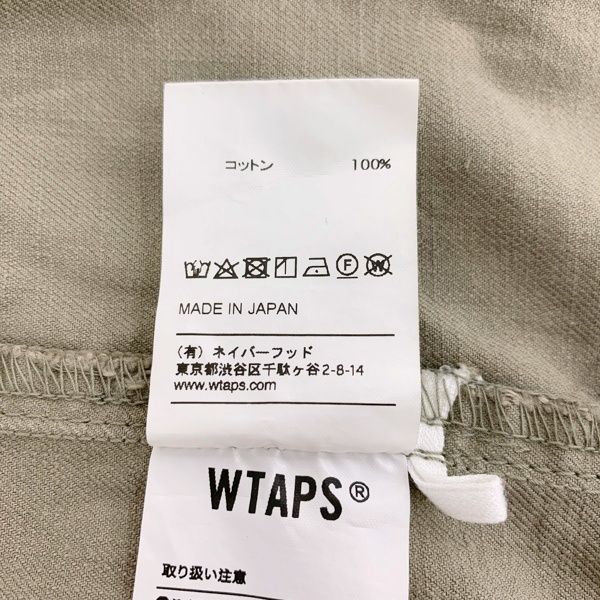 コットン 100%
MADE IN JAPAN
（有）ネイバーフッド
東京都渋谷区千駄ヶ谷2-8-14
www.wtaps.com
WTAPS®
取り扱い注意